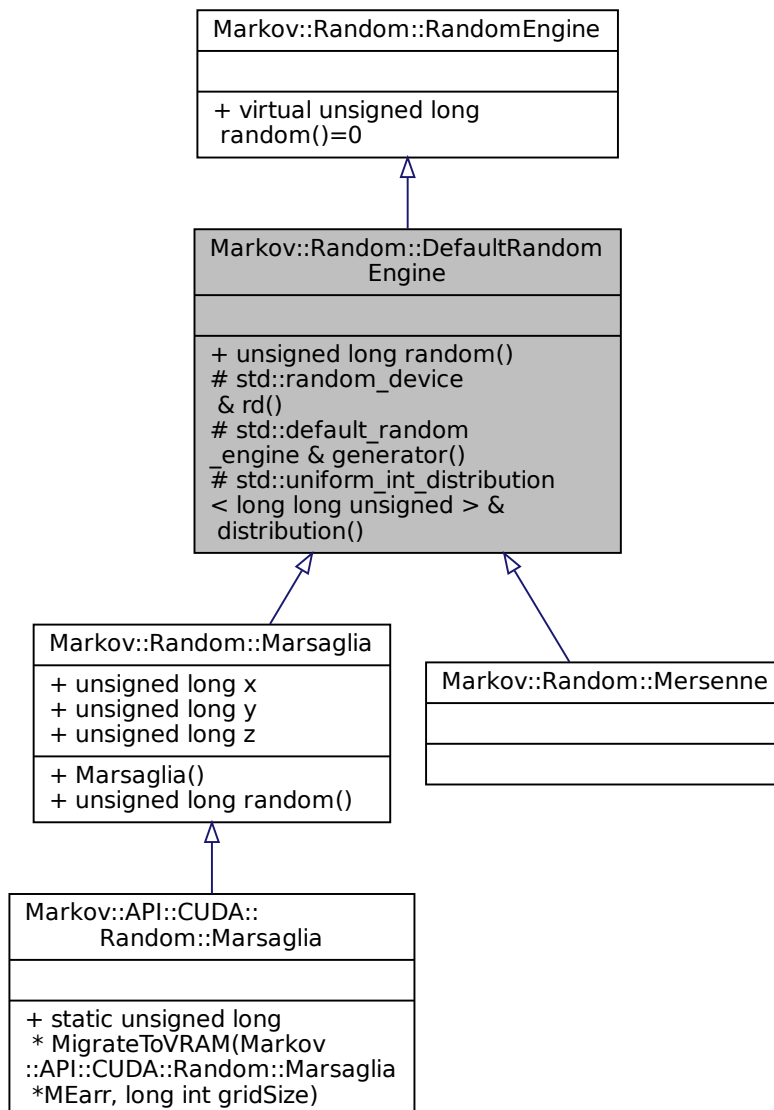 Markov::Random::RandomEngine
+ virtual unsigned long
random()=0
Markov::Random::DefaultRandom
Engine
+ unsigned long random()
# std::random_device
& rd()
# std::default_random
_engine & generator()
# std::uniform_int_distribution
< long long unsigned > &
distribution()
Markov::Random::Marsaglia
+ unsigned long x
+ unsigned long y
+ unsigned long z
+ Marsaglia()
+ unsigned long random()
Markov::Random::Mersenne
Markov::API::CUDA::
Random::Marsaglia
+ static unsigned long
* MigrateToVRAM(Markov
::API::CUDA::Random::Marsaglia
*MEarr, long int gridSize)